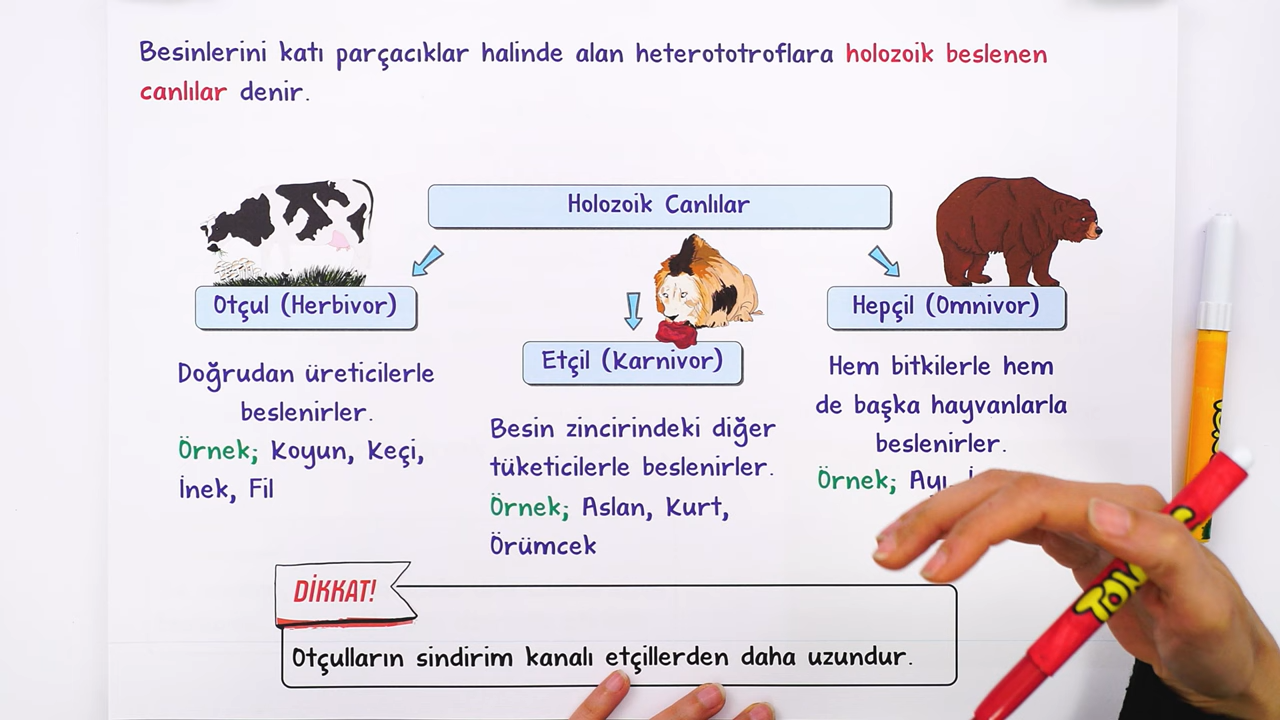 Besinlerini katı parçacıklar halinde alan heterototroflara holozoik beslenen
canlılar denir.
Holozoik Canlılar
Otçul (Herbivor)
Doğrudan üreticilerle
beslenirler.
Örnek; Koyun, Keçi,
İnek, Fil
Etçil (Karnivor)
Besin zincirindeki diğer
tüketicilerle beslenirler.
Örnek; Aslan, Kurt,
Örümcek
Hepçil (Omnivor)
Hem bitkilerle hem
de başka hayvanlarla
beslenirler.
Örnek; Ayı,
DİKKAT!
Otçulların sindirim kanalı etçillerden daha uzundur.